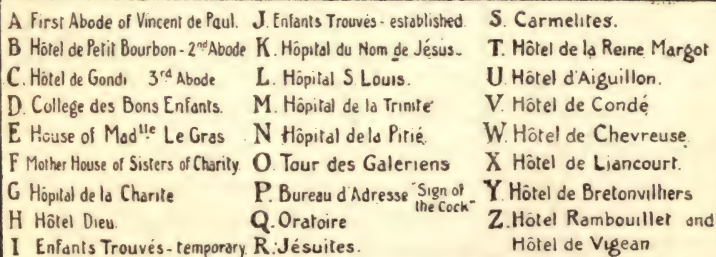 A First Abode of Vincent de Paul.
B Hôtel de Petit Bourbon - 2nd Abode
C. Hôtel de Gondi 3rd Abode
D. College des Bons Enfants.
E House of Madlle Le Gras
F Mother House of Sisters of Charity.
G Hôpital de la Charite
H Hôtel Dieu.
I Enfants Trouvés - temporary.
J. Enfants Trouvés - established.
K. Hôpital du Nom de Jésus.
L. Hôpital S. Louis.
M. Hôpital de la Trinite
N Hôpital de la Pitié.
O. Tour des Galeriens
P. Bureau d'Adresse "Sign of
the Cock"
Q. Oratoire
R. Jésuites.
S. Carmelites.
T. Hôtel de la Reine Margot
U. Hôtel d'Aiguillon.
V. Hôtel de Condé
W. Hôtel de Chevreuse.
X Hôtel de Liancourt.
Y. Hôtel de Bretonvilhers
Z. Hôtel Rambouillet and
Hôtel de Vigean